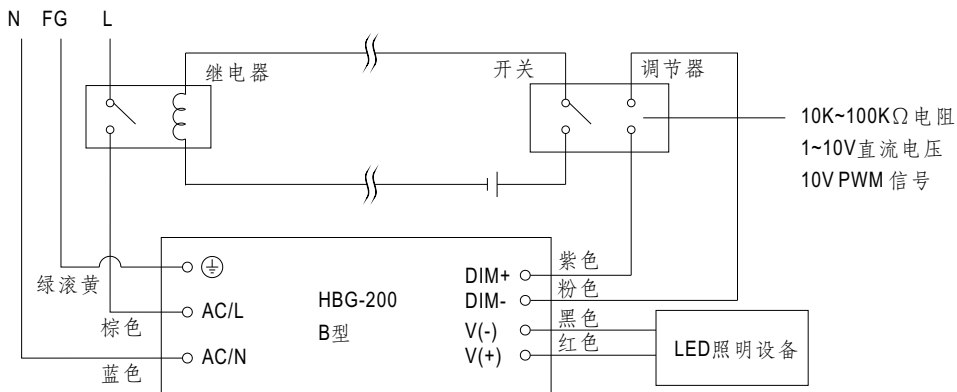 N FG L
继电器
开关
调节器
10K~100KΩ电阻
1~10V直流电压
10V PWM 信号
绿滚黄
棕色
蓝色
AC/L
AC/N
HBG-200
B型
DIM+
DIM-
V(-)
V(+)
紫色
粉色
黑色
红色
LED照明设备